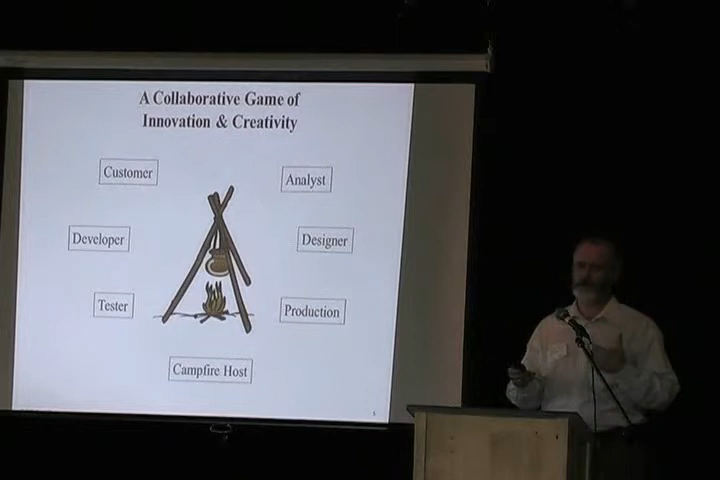 A Collaborative Game of
Innovation & Creativity
Customer
Analyst
Developer
Designer
Tester
Production
Campfire Host